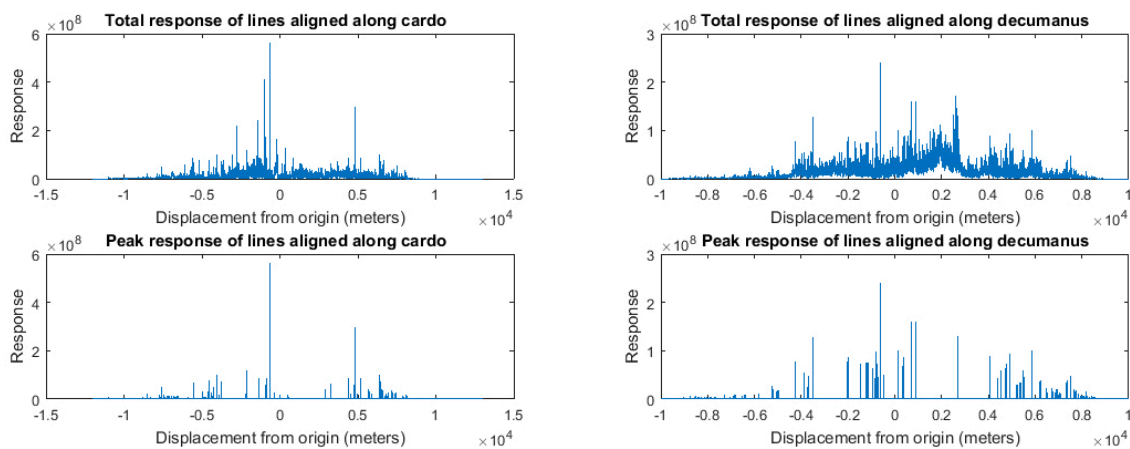 Total response of lines aligned along cardo
×10^8
6
4
2
0
Response
-1.5 -1 -0.5 0 0.5 1 1.5
Displacement from origin (meters)
×10^4
Total response of lines aligned along decumanus
×10^8
3
2
1
0
Response
-1 -0.8 -0.6 -0.4 -0.2 0 0.2 0.4 0.6 0.8 1
Displacement from origin (meters)
×10^4
Peak response of lines aligned along cardo
×10^8
6
4
2
0
Response
-1.5 -1 -0.5 0 0.5 1 1.5
Displacement from origin (meters)
×10^4
Peak response of lines aligned along decumanus
×10^8
3
2
1
0
Response
-1 -0.8 -0.6 -0.4 -0.2 0 0.2 0.4 0.6 0.8 1
Displacement from origin (meters)
×10^4